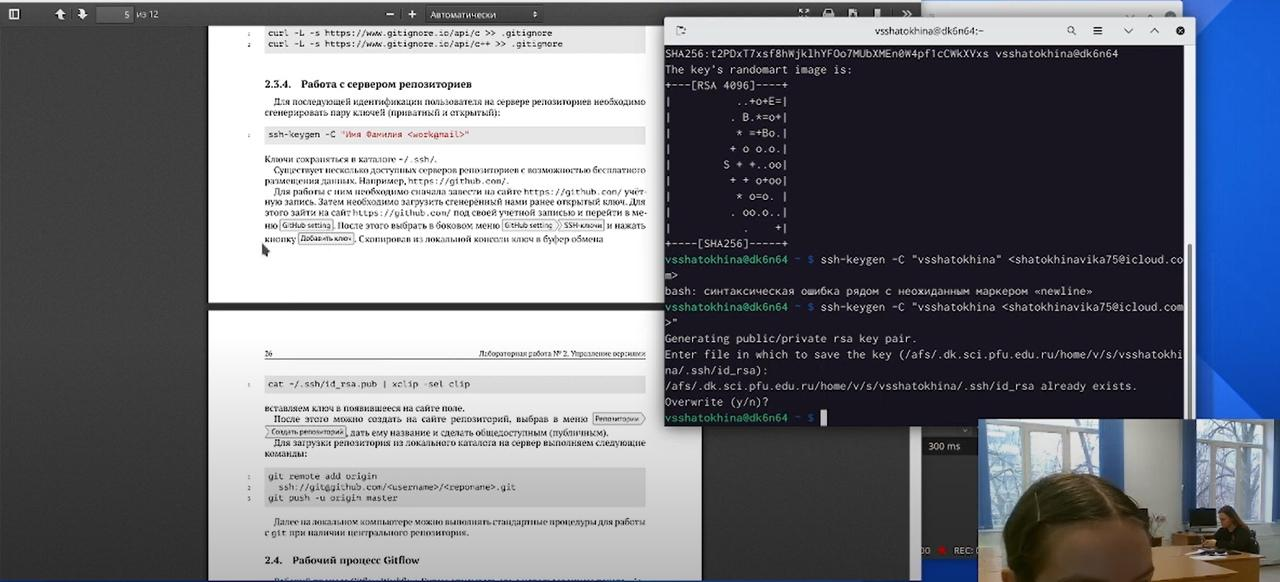 5 из 12
Автоматически
1 curl -L -s https://www.gitignore.io/api/c >> .gitignore
2 curl -L -s https://www.gitignore.io/api/c++ >> .gitignore
2.3.4. Работа с сервером репозиториев
Для последующей идентификации пользователя на сервере репозиториев необходимо
сгенерировать пару ключей (приватный и открытый):
1 ssh-keygen -C "Имя Фамилия <work@mail>"
Ключи сохраняться в каталоге ~/.ssh/.
Существует несколько доступных серверов репозиториев с возможностью бесплатного
размещения данных. Например, https://github.com/.
Для работы с ним необходимо сначала завести на сайте https://github.com/ учёт-
ную запись. Затем необходимо загрузить сгенерённый нами ранее открытый ключ. Для
этого зайти на сайт https://github.com/ под своей учётной записью и перейти в ме-
ню GitHub setting. После этого выбрать в боковом меню GitHub setting SSH-ключи и нажать
кнопку Добавить ключ. Скопировав из локальной консоли ключ в буфер обмена
26 Лабораторная работа № 2. Управление версиями
1 cat ~/.ssh/id_rsa.pub | xclip -sel clip
вставляем ключ в появившееся на сайте поле.
После этого можно создать на сайте репозиторий, выбрав в меню Репозитории
Создать репозиторий, дать ему название и сделать общедоступным (публичным).
Для загрузки репозитория из локального каталога на сервер выполняем следующие
команды:
1 git remote add origin
2 ssh://git@github.com/<username>/<reponame>.git
3 git push -u origin master
Далее на локальном компьютере можно выполнять стандартные процедуры для работы
с git при наличии центрального репозитория.
2.4. Рабочий процесс Gitflow
vsshatokhina@dk6n64:~
SHA256:t2PDxT7xsf8hWjklhYFOo7MUbXMEn0W4pf1cCWkXVxs vsshatokhina@dk6n64
The key's randomart image is:
+---[RSA 4096]----+
|          ..+o+E=|
|         . B.*=o+|
|          * =+Bo.|
|         + o o.o.|
|        S + +..oo|
|         + + o+oo|
|          * o=o. |
|         . oo.o..|
|           .    +|
+----[SHA256]-----+
vsshatokhina@dk6n64 ~ $ ssh-keygen -C "vsshatokhina" <shatokhinavika75@icloud.co
m>
bash: синтаксическая ошибка рядом с неожиданным маркером «newline»
vsshatokhina@dk6n64 ~ $ ssh-keygen -C "vsshatokhina <shatokhinavika75@icloud.com
>"
Generating public/private rsa key pair.
Enter file in which to save the key (/afs/.dk.sci.pfu.edu.ru/home/v/s/vsshatokhi
na/.ssh/id_rsa):
/afs/.dk.sci.pfu.edu.ru/home/v/s/vsshatokhina/.ssh/id_rsa already exists.
Overwrite (y/n)?
vsshatokhina@dk6n64 ~ $
300 ms
REC: